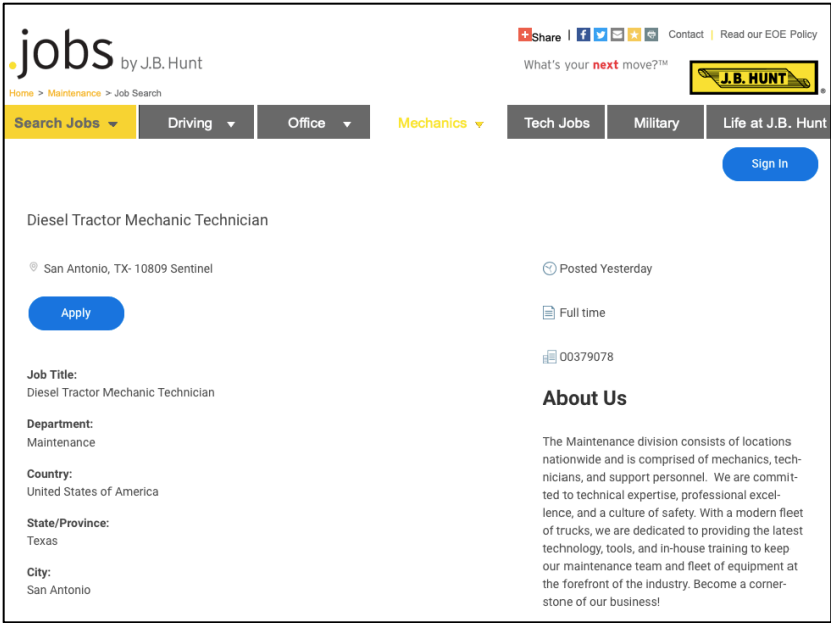 .jobs by J.B. Hunt
Share | Contact | Read our EOE Policy
What's your next move?™
J.B. HUNT ®
Home > Maintenance > Job Search
Search Jobs Driving Office Mechanics Tech Jobs Military Life at J.B. Hunt
Sign In
Diesel Tractor Mechanic Technician
San Antonio, TX- 10809 Sentinel
Apply
Job Title:
Diesel Tractor Mechanic Technician
Department:
Maintenance
Country:
United States of America
State/Province:
Texas
City:
San Antonio
Posted Yesterday
Full time
00379078
About Us
The Maintenance division consists of locations
nationwide and is comprised of mechanics, tech-
nicians, and support personnel. We are commit-
ted to technical expertise, professional excel-
lence, and a culture of safety. With a modern fleet
of trucks, we are dedicated to providing the latest
technology, tools, and in-house training to keep
our maintenance team and fleet of equipment at
the forefront of the industry. Become a corner-
stone of our business!